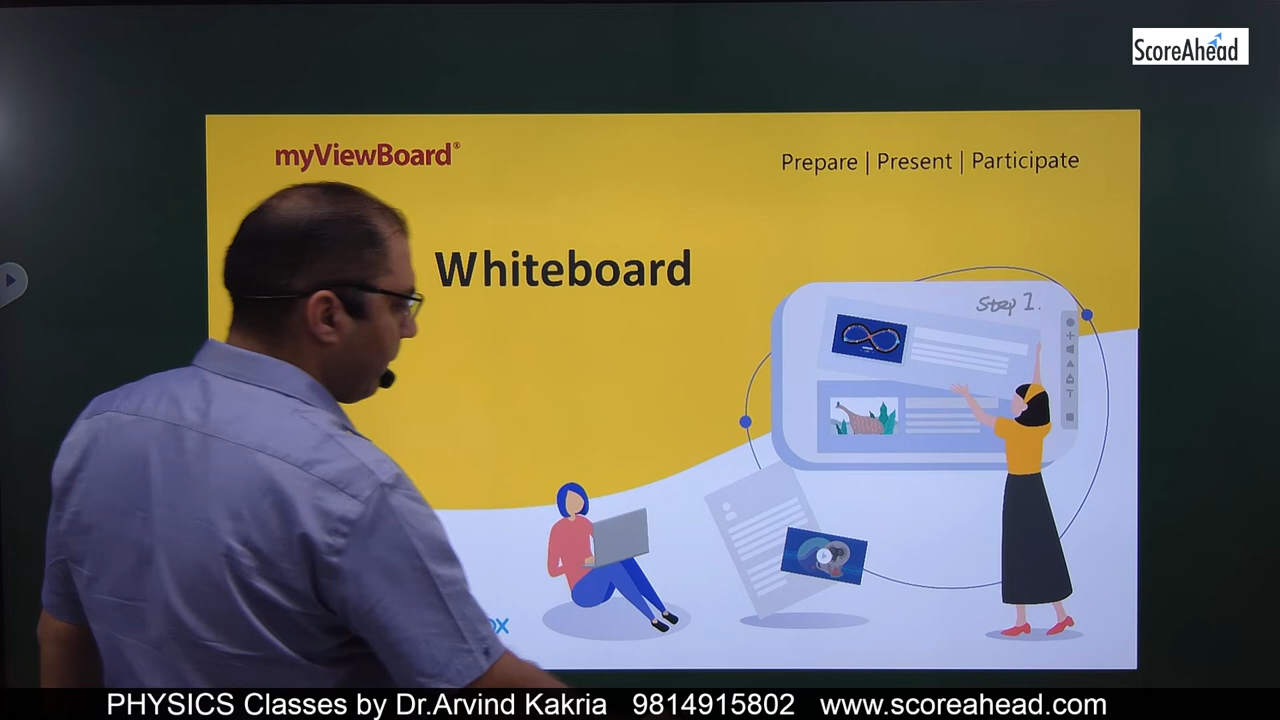 ScoreAhead
myViewBoard®
Prepare | Present | Participate
Whiteboard
Step 1.
PHYSICS Classes by Dr.Arvind Kakria 9814915802 www.scoreahead.com